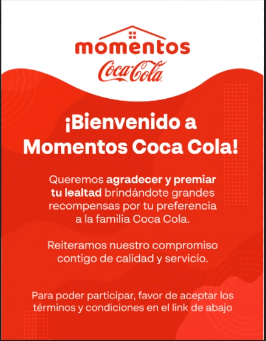 momentos
Coca-Cola
¡Bienvenido a
Momentos Coca Cola!
Queremos agradecer y premiar
tu lealtad brindándote grandes
recompensas por tu preferencia
a la familia Coca Cola.
Reiteramos nuestro compromiso
contigo de calidad y servicio.
Para poder participar, favor de aceptar los
términos y condiciones en el link de abajo